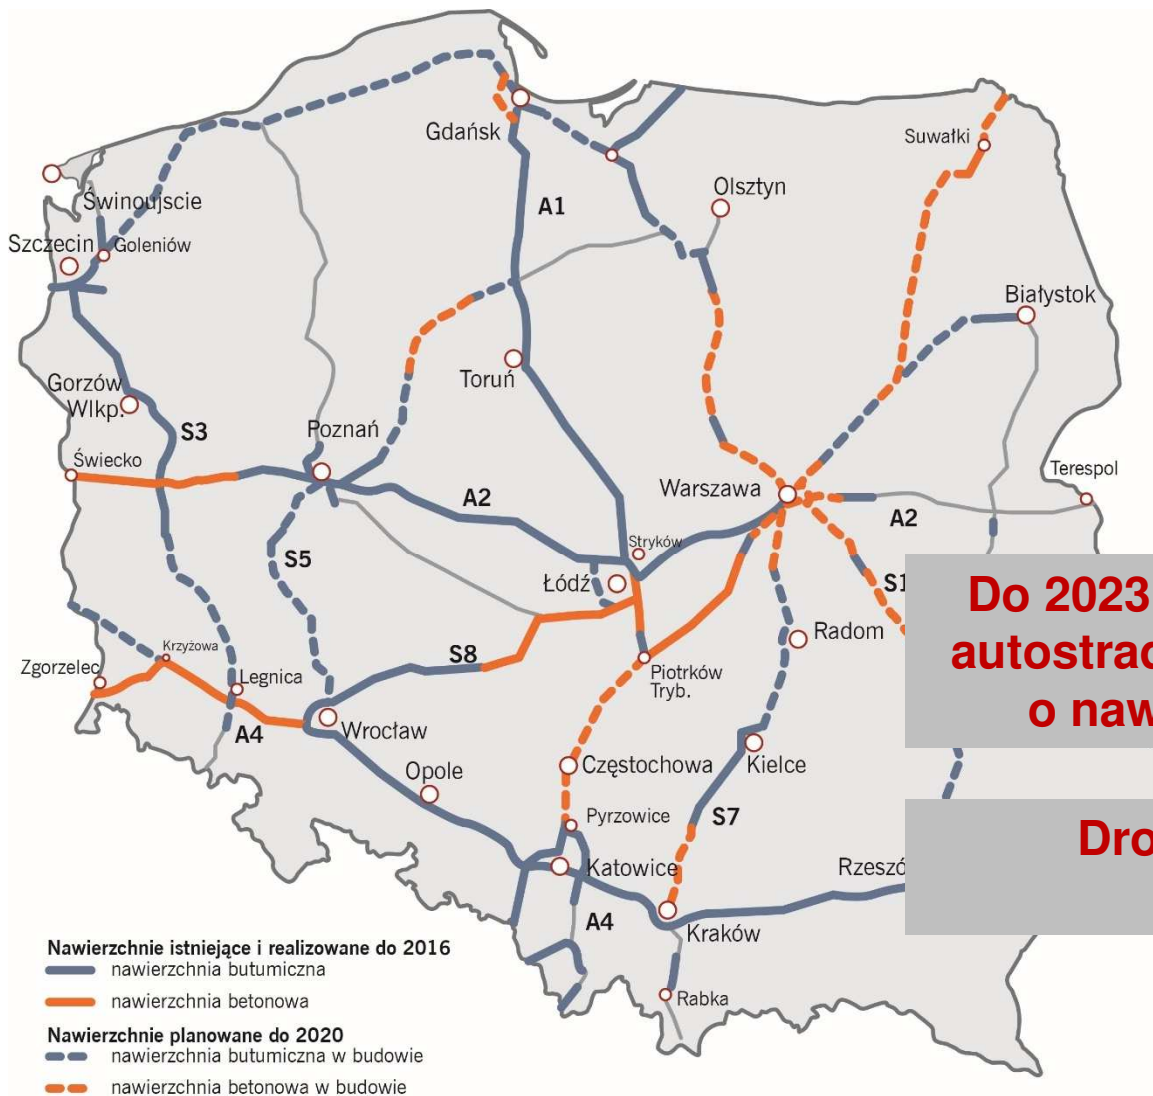 Gdańsk
Suwałki
Olsztyn
A1
Świnoujscie
Szczecin
Goleniów
Białystok
Toruń
Gorzów
Wlkp.
S3
Poznań
Świecko
Terespol
Warszawa
A2
A2
Stryków
S5
Łódź
Do 2023
autostrac
o naw
Radom
Krzyżowa
Zgorzelec
Legnica
S8
Piotrków
Tryb.
A4
Wrocław
Opole
Częstochowa
Kielce
Pyrzowice
S7
Dro
Katowice
Rzeszó
A4
Kraków
Rabka
Nawierzchnie istniejące i realizowane do 2016
nawierzchnia butumiczna
nawierzchnia betonowa
Nawierzchnie planowane do 2020
nawierzchnia butumiczna w budowie
nawierzchnia betonowa w budowie